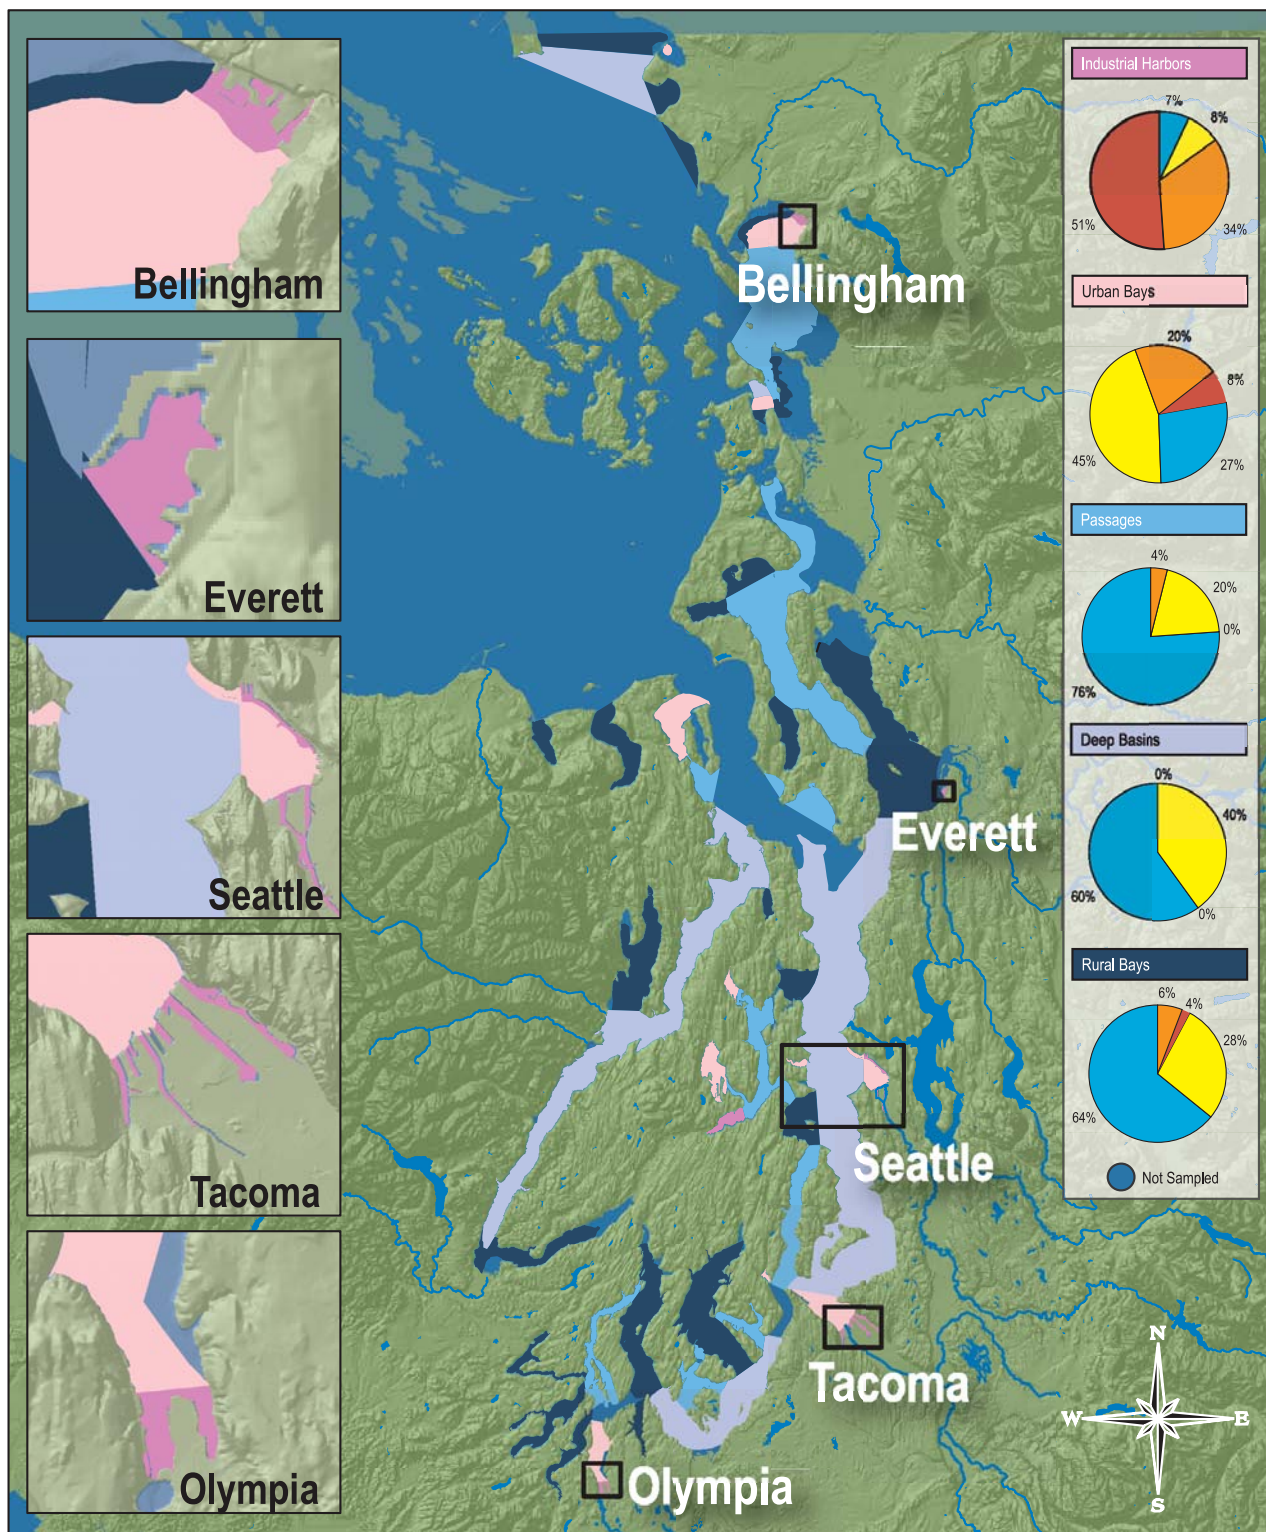 Bellingham
Everett
Seattle
Tacoma
Olympia
Bellingham
Everett
Seattle
Tacoma
Olympia
Industrial Harbors
7%
8%
51%
34%
Urban Bays
20%
8%
45%
27%
Passages
4%
20%
0%
76%
Deep Basins
0%
40%
60%
0%
Rural Bays
6%
4%
28%
64%
Not Sampled
N
W
E
S